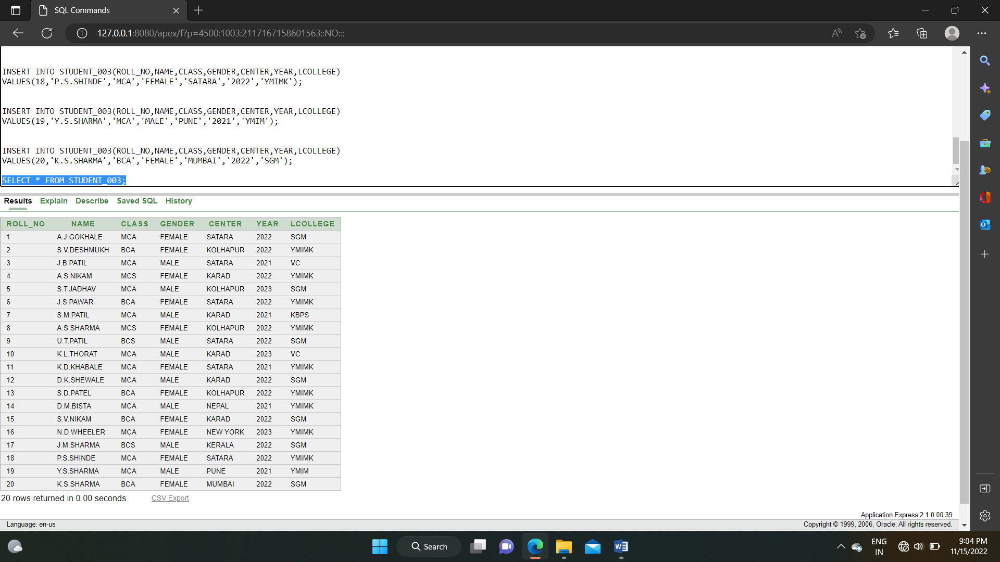 SQL Commands
127.0.0.1:8080/apex/f?p=4500:1003:2117167158601563::NO:::
INSERT INTO STUDENT_003(ROLL_NO,NAME,CLASS,GENDER,CENTER,YEAR,LCOLLEGE)
VALUES(18,'P.S.SHINDE','MCA','FEMALE','SATARA','2022','YMIMK');
INSERT INTO STUDENT_003(ROLL_NO,NAME,CLASS,GENDER,CENTER,YEAR,LCOLLEGE)
VALUES(19,'Y.S.SHARMA','MCA','MALE','PUNE','2021','YMIM');
INSERT INTO STUDENT_003(ROLL_NO,NAME,CLASS,GENDER,CENTER,YEAR,LCOLLEGE)
VALUES(20,'K.S.SHARMA','BCA','FEMALE','MUMBAI','2022','SGM');
SELECT * FROM STUDENT_003;
Results Explain Describe Saved SQL History
ROLL_NO NAME CLASS GENDER CENTER YEAR LCOLLEGE
1 A.J.GOKHALE MCA FEMALE SATARA 2022 SGM
2 S.V.DESHMUKH BCA FEMALE KOLHAPUR 2022 YMIMK
3 J.B.PATIL MCA MALE SATARA 2021 VC
4 A.S.NIKAM MCS FEMALE KARAD 2022 YMIMK
5 S.T.JADHAV MCA MALE KOLHAPUR 2023 SGM
6 J.S.PAWAR BCA FEMALE SATARA 2022 YMIMK
7 S.M.PATIL MCA MALE KARAD 2021 KBPS
8 A.S.SHARMA MCS FEMALE KOLHAPUR 2022 YMIMK
9 U.T.PATIL BCS MALE SATARA 2022 SGM
10 K.L.THORAT MCA MALE KARAD 2023 VC
11 K.D.KHABALE MCA FEMALE SATARA 2021 YMIMK
12 D.K.SHEWALE MCA MALE KARAD 2022 SGM
13 S.D.PATEL BCA FEMALE KOLHAPUR 2022 YMIMK
14 D.M.BISTA MCA MALE NEPAL 2021 YMIMK
15 S.V.NIKAM BCA FEMALE KARAD 2022 SGM
16 N.D.WHEELER MCA FEMALE NEW YORK 2023 YMIMK
17 J.M.SHARMA BCS MALE KERALA 2022 SGM
18 P.S.SHINDE MCA FEMALE SATARA 2022 YMIMK
19 Y.S.SHARMA MCA MALE PUNE 2021 YMIM
20 K.S.SHARMA BCA FEMALE MUMBAI 2022 SGM
20 rows returned in 0.00 seconds CSV Export
Application Express 2.1.0.00.39
Language: en-us Copyright © 1999, 2006, Oracle. All rights reserved.
Search
ENG
IN
9:04 PM
11/15/2022